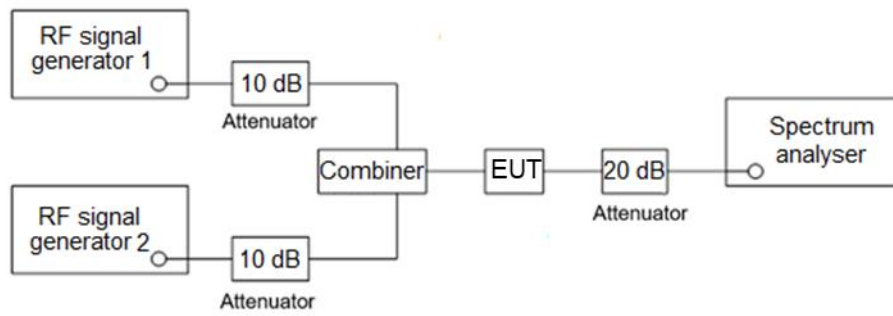 RF signal
generator 1
10 dB
Attenuator
Combiner
EUT
20 dB
Attenuator
Spectrum
analyser
RF signal
generator 2
10 dB
Attenuator